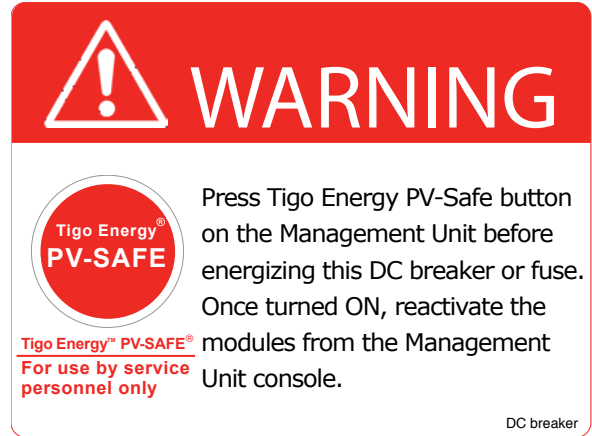 WARNING
Tigo Energy®
PV-SAFE
Tigo Energy™ PV-SAFE®
For use by service
personnel only
Press Tigo Energy PV-Safe button
on the Management Unit before
energizing this DC breaker or fuse.
Once turned ON, reactivate the
modules from the Management
Unit console.
DC breaker